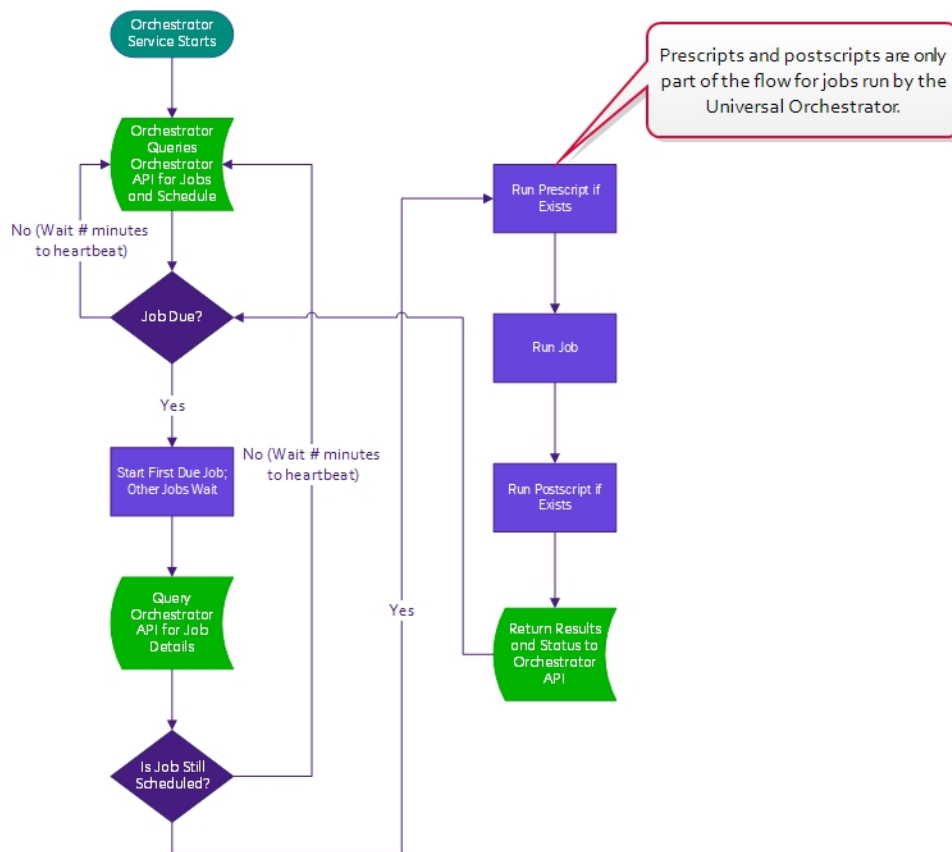 Orchestrator
Service Starts
Prescripts and postscripts are only
part of the flow for jobs run by the
Universal Orchestrator.
Orchestrator
Queries
Orchestrator
API for Jobs
and Schedule
No (Wait # minutes
to heartbeat)
Job Due?
Yes
Start First Due Job;
Other Jobs Wait
No (Wait # minutes
to heartbeat)
Query
Orchestrator
API for Job
Details
Is Job Still
Scheduled?
Yes
Run Prescript if
Exists
Run Job
Run Postscript if
Exists
Return Results
and Status to
Orchestrator
API